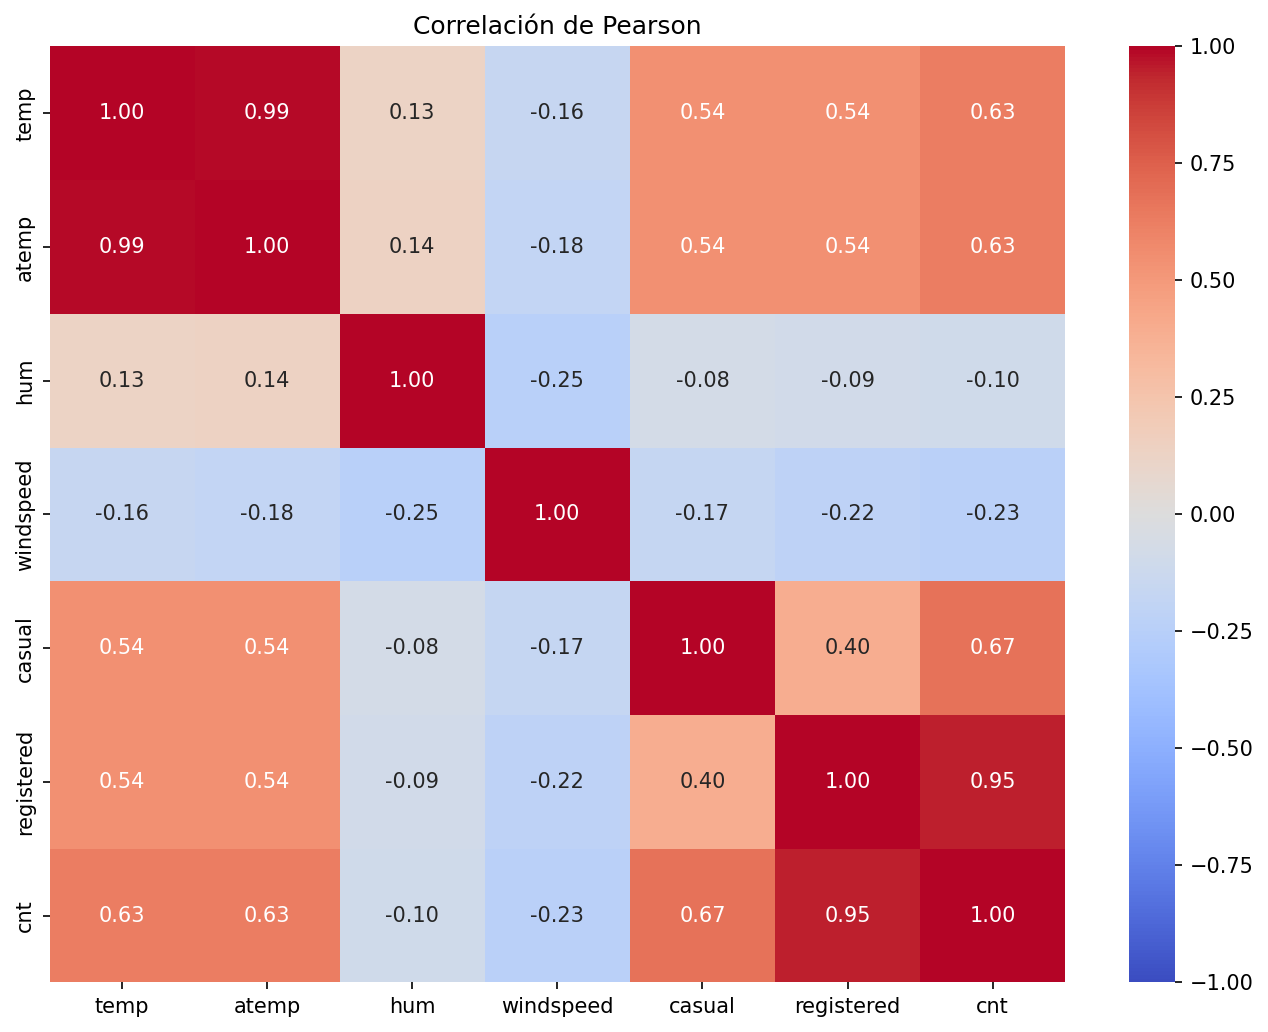 Correlación de Pearson
temp 1.00 0.99 0.13 -0.16 0.54 0.54 0.63
atemp 0.99 1.00 0.14 -0.18 0.54 0.54 0.63
hum 0.13 0.14 1.00 -0.25 -0.08 -0.09 -0.10
windspeed -0.16 -0.18 -0.25 1.00 -0.17 -0.22 -0.23
casual 0.54 0.54 -0.08 -0.17 1.00 0.40 0.67
registered 0.54 0.54 -0.09 -0.22 0.40 1.00 0.95
cnt 0.63 0.63 -0.10 -0.23 0.67 0.95 1.00
temp atemp hum windspeed casual registered cnt
1.00
0.75
0.50
0.25
0.00
−0.25
−0.50
−0.75
−1.00